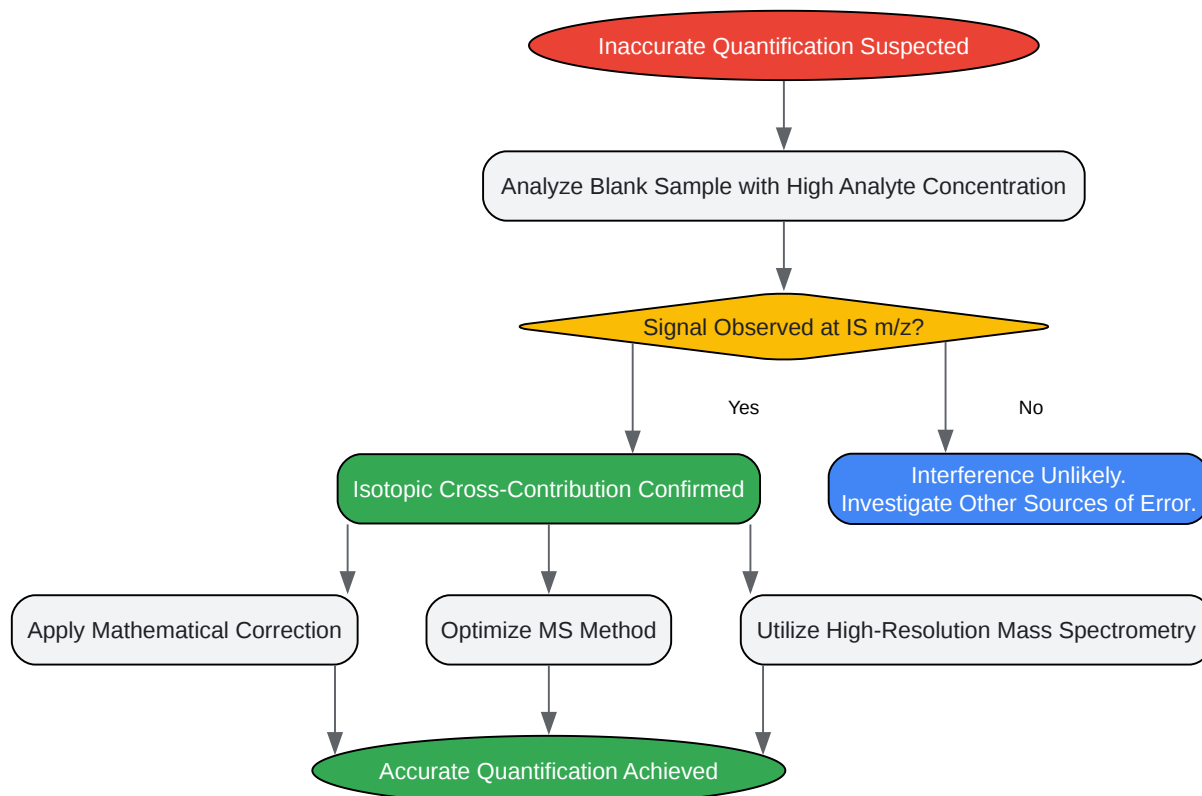 Inaccurate Quantification Suspected
Analyze Blank Sample with High Analyte Concentration
Signal Observed at IS m/z?
Yes
No
Isotopic Cross-Contribution Confirmed
Interference Unlikely.
Investigate Other Sources of Error.
Apply Mathematical Correction
Optimize MS Method
Utilize High-Resolution Mass Spectrometry
Accurate Quantification Achieved